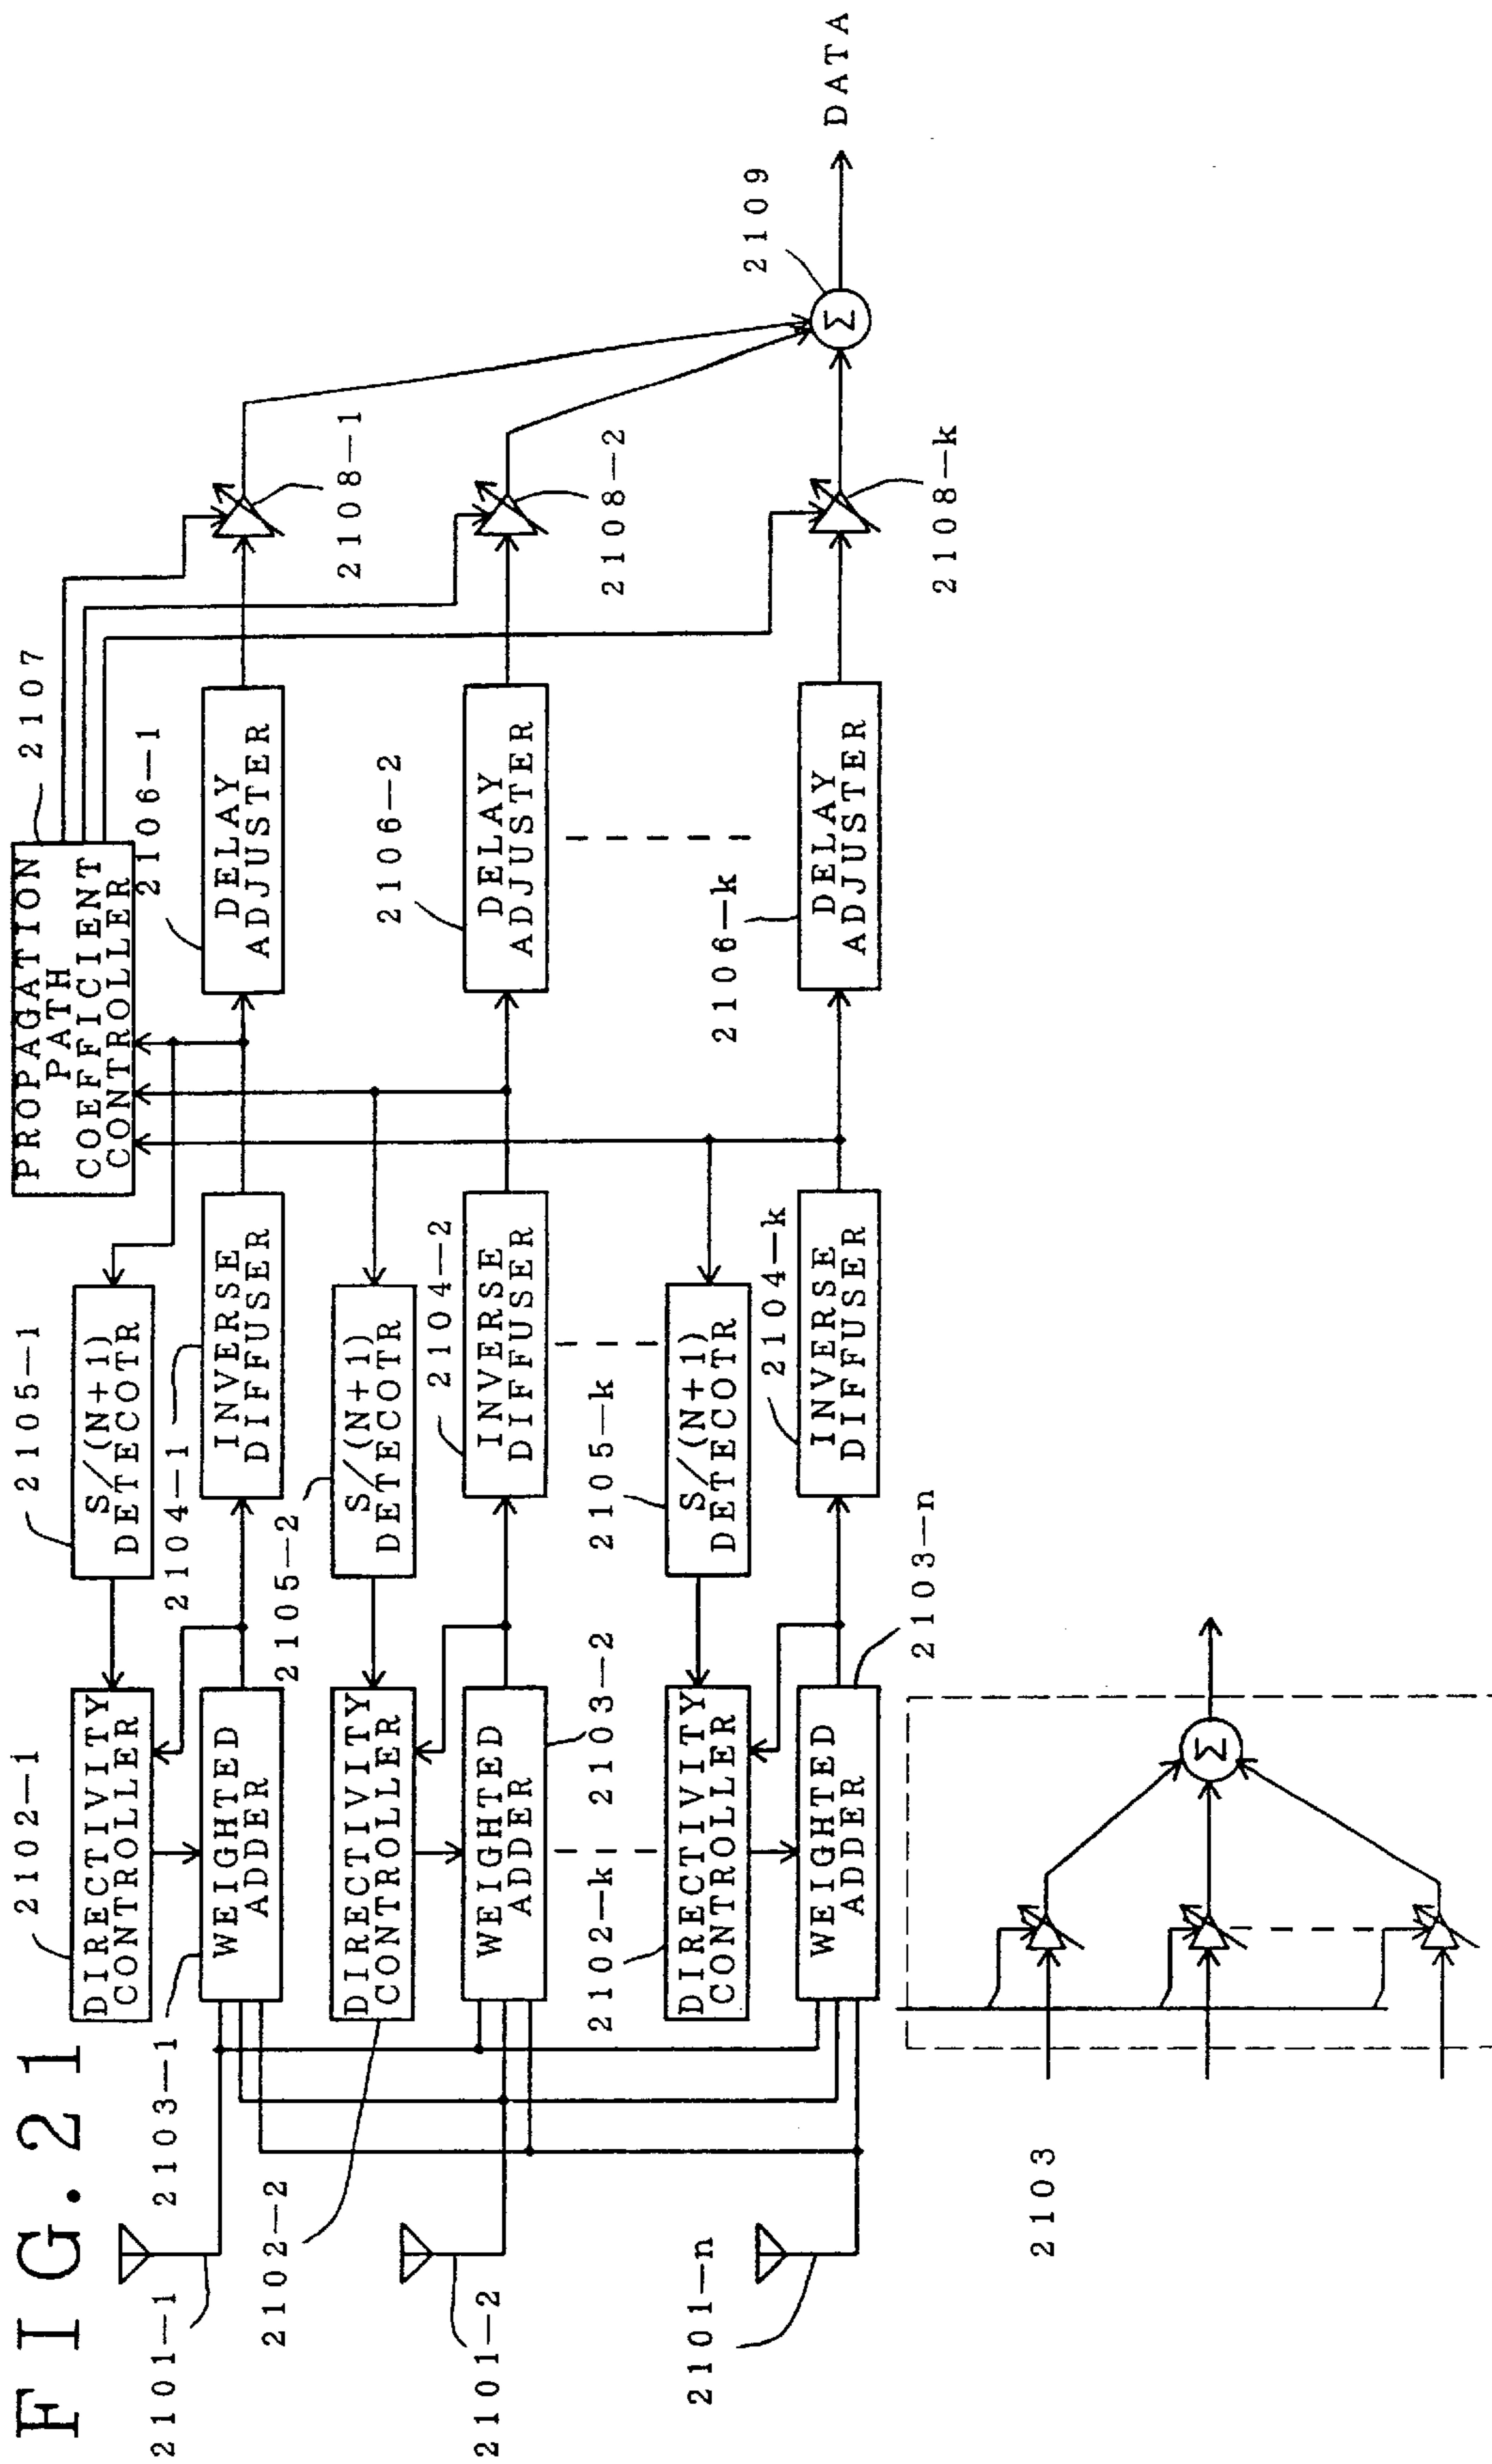 FIG.21
2101-1
2103-1
2102-1
DIRECTIVITY
CONTROLLER
WEIGHTED
ADDER
2105-1
S/(N+1)
DETECOTR
2104-1
INVERSE
DIFFUSER
PROPAGATION
PATH
COEFFICIENT
CONTROLLER
2107
2106-1
DELAY
ADJUSTER
2108-1
2101-2
2102-2
DIRECTIVITY
CONTROLLER
WEIGHTED
ADDER
2103-2
2105-2
S/(N+1)
DETECOTR
2104-2
INVERSE
DIFFUSER
2106-2
DELAY
ADJUSTER
2108-2
2101-n
2102-k
DIRECTIVITY
CONTROLLER
WEIGHTED
ADDER
2103-n
2105-k
S/(N+1)
DETECOTR
2104-k
INVERSE
DIFFUSER
2106-k
DELAY
ADJUSTER
2108-k
Σ
2109
DATA
2103
Σ